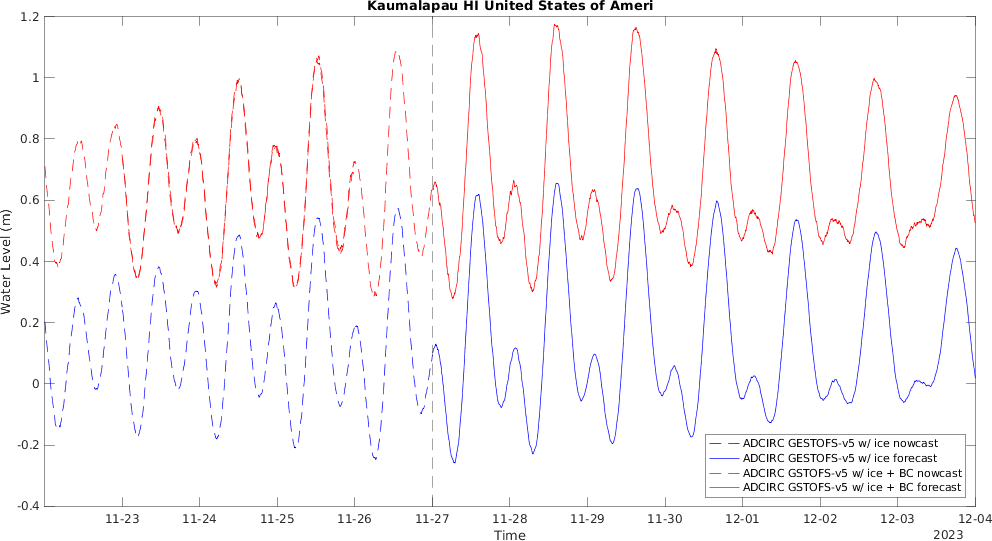 Kaumalapau HI United States of Ameri
1.2
1
0.8
0.6
0.4
0.2
0
-0.2
-0.4
Water Level (m)
ADCIRC GESTOFS-v5 w/ ice nowcast
ADCIRC GESTOFS-v5 w/ ice forecast
ADCIRC GSTOFS-v5 w/ ice + BC nowcast
ADCIRC GSTOFS-v5 w/ ice + BC forecast
11-23 11-24 11-25 11-26 11-27 11-28 11-29 11-30 12-01 12-02 12-03 12-04
Time
2023